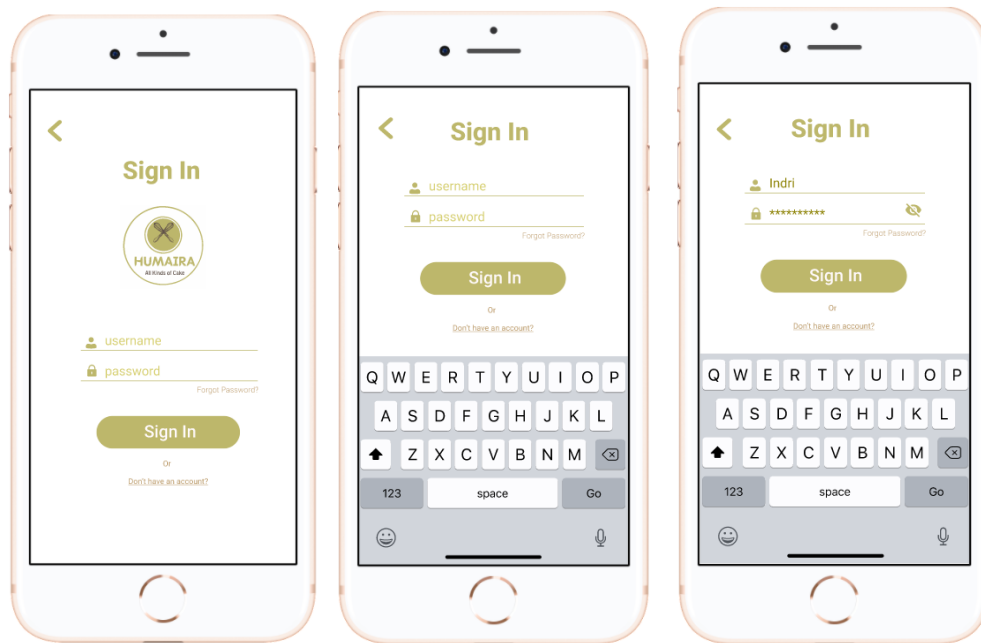 Sign In
HUMAIRA
All Kinds of Cake
username
password
Forgot Password?
Sign In
Or
Don't have an account?
Sign In
username
password
Forgot Password?
Sign In
Or
Don't have an account?
Q W E R T Y U I O P
A S D F G H J K L
Z X C V B N M
123 space Go
Sign In
Indri
**********
Forgot Password?
Sign In
Or
Don't have an account?
Q W E R T Y U I O P
A S D F G H J K L
Z X C V B N M
123 space Go